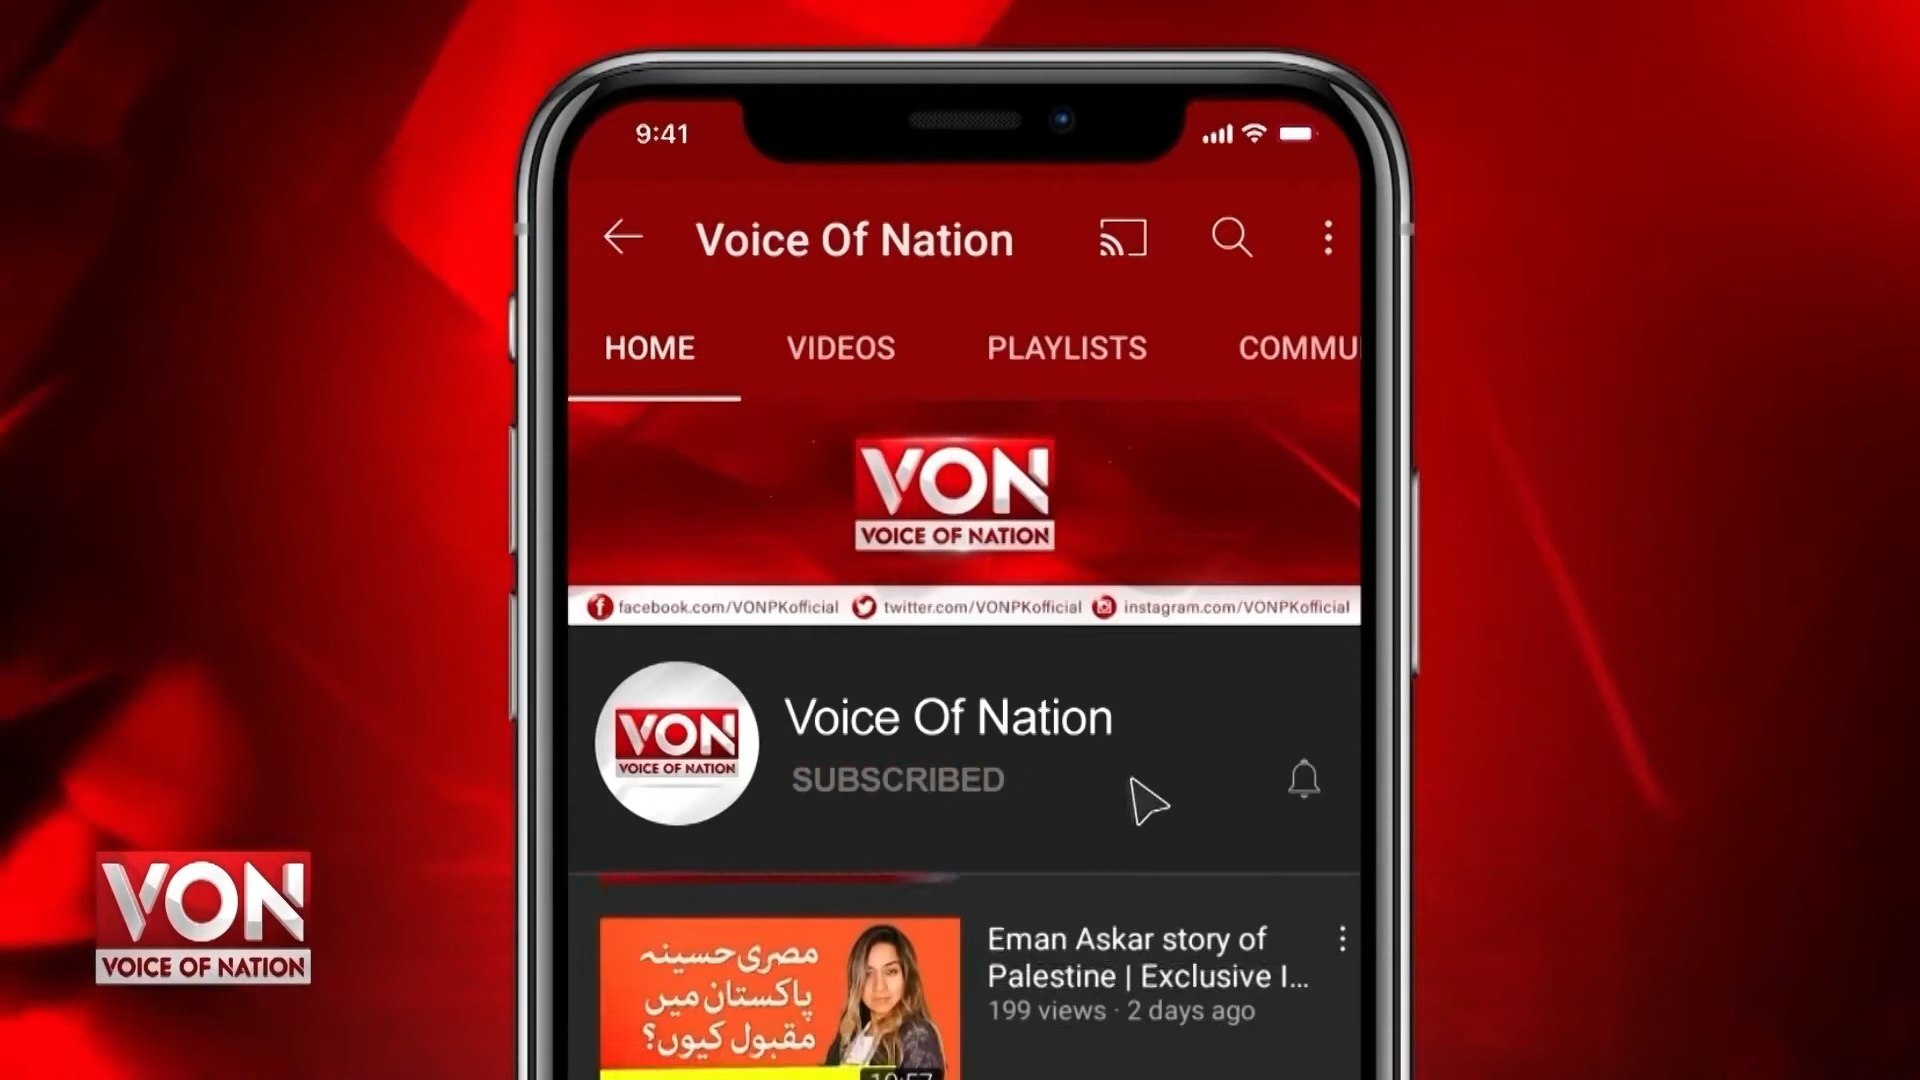 9:41
Voice Of Nation
HOME VIDEOS PLAYLISTS COMMU
VON
VOICE OF NATION
facebook.com/VONPKofficial twitter.com/VONPKofficial instagram.com/VONPKofficial
VON
VOICE OF NATION
Voice Of Nation
SUBSCRIBED
VON
VOICE OF NATION
مصری حسینہ
پاکستان میں
مقبول کیوں؟
10:57
Eman Askar story of
Palestine | Exclusive I...
199 views · 2 days ago